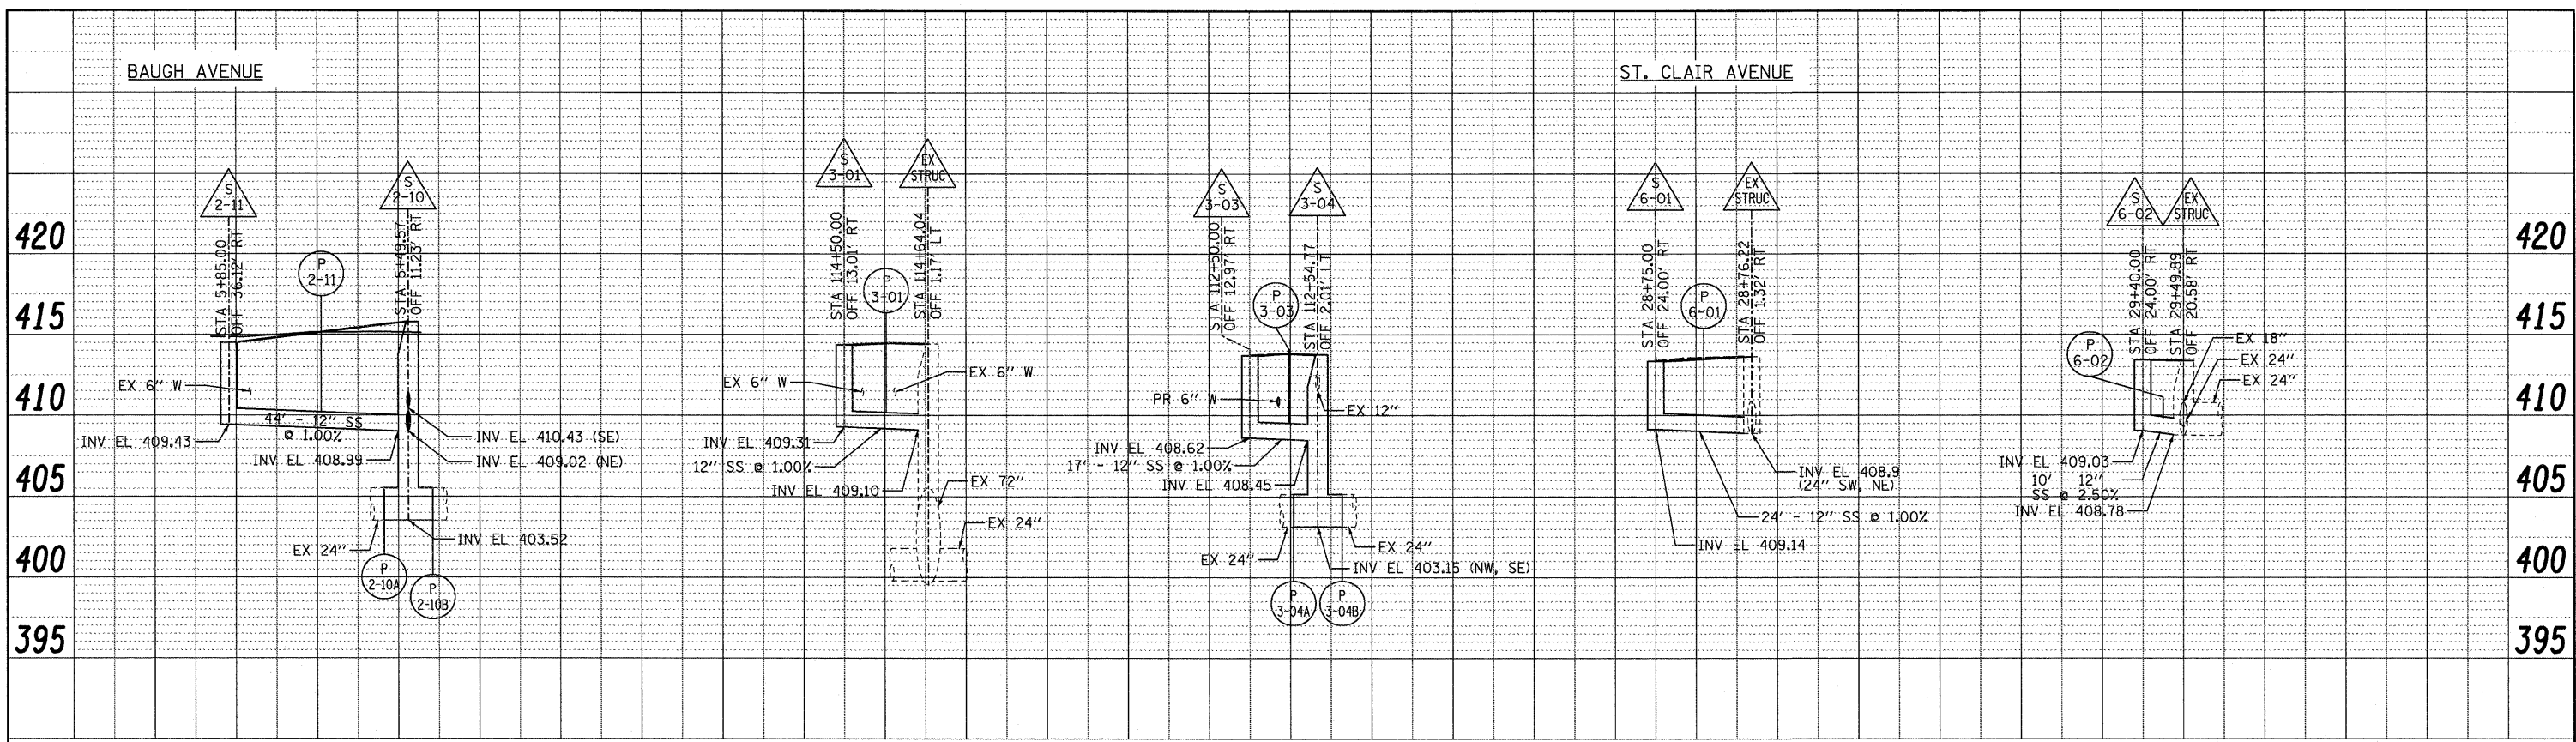 BAUGH AVENUE
ST. CLAIR AVENUE
420
415
410
405
400
395
S
2-11
STA 5+85.00
OFF 36.12' RT
P
2-11
S
2-10
STA 5+49.57
OFF 11.23' RT
EX 6" W
44' - 12" SS
@ 1.00%
INV EL 409.43
INV EL 408.99
INV EL 410.43 (SE)
INV EL 409.02 (NE)
INV EL 403.52
EX 24"
P
2-10A
P
2-10B
S
3-01
STA 114+50.00
OFF 13.01' RT
P
3-01
EX
STRUC
STA 114+64.04
OFF 1.17' LT
EX 6" W
EX 6" W
INV EL 409.31
12" SS @ 1.00%
INV EL 409.10
EX 72"
EX 24"
S
3-03
STA 112+50.00
OFF 12.97' RT
P
3-03
S
3-04
STA 112+54.77
OFF 2.01' LT
PR 6" W
EX 12"
INV EL 408.62
17' - 12" SS @ 1.00%
INV EL 408.45
EX 24"
EX 24"
INV EL 403.15 (NW, SE)
P
3-04A
P
3-04B
S
6-01
STA 28+75.00
OFF 24.00' RT
P
6-01
EX
STRUC
STA 28+76.22
OFF 1.32' RT
INV EL 408.9
(24" SW, NE)
24' - 12" SS @ 1.00%
INV EL 409.14
S
6-02
STA 29+40.00
OFF 24.00' RT
EX
STRUC
STA 29+49.89
OFF 20.58' RT
P
6-02
EX 18"
EX 24"
EX 24"
INV EL 409.03
10' - 12"
SS @ 2.50%
INV EL 408.78
420
415
410
405
400
395